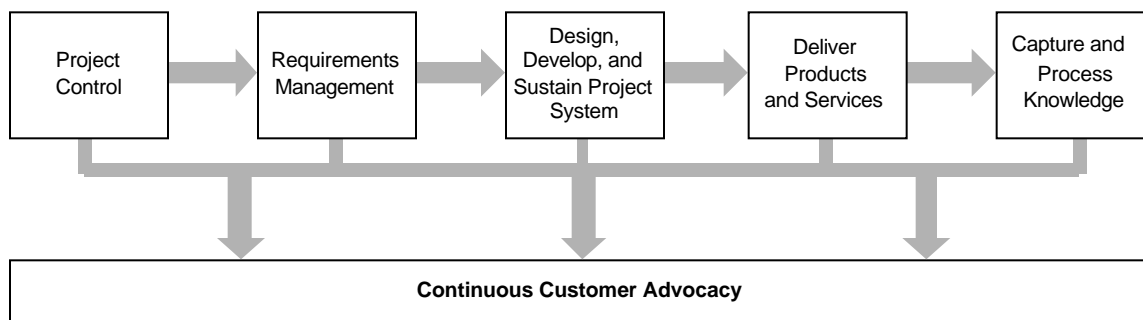 Project
Control
Requirements
Management
Design,
Develop, and
Sustain Project
System
Deliver
Products
and Services
Capture and
Process
Knowledge
Continuous Customer Advocacy